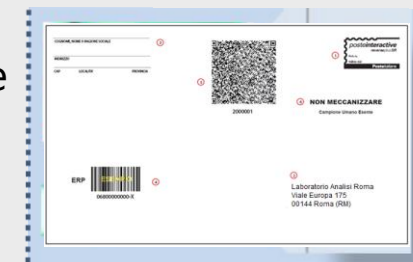 e
COGNOME, NOME O RAGIONE SOCIALE
INDIRIZZO
CAP LOCALITÀ PROVINCIA
posteinteractive
Postatarget
2000001
NON MECCANIZZARE
Campione Umano Esente
ERP
06800000000-X
Laboratorio Analisi Roma
Viale Europa 175
00144 Roma (RM)